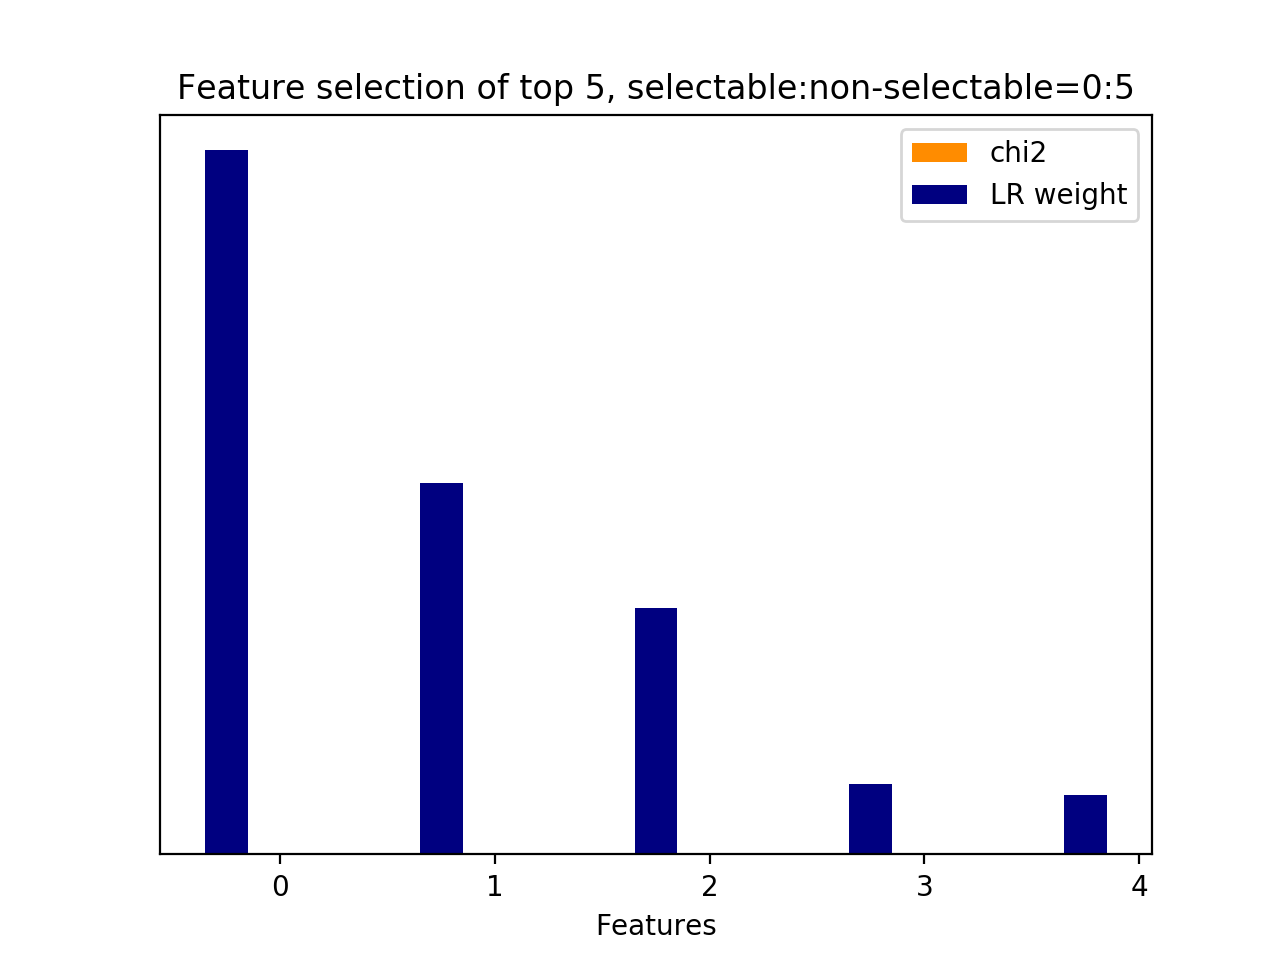 Feature selection of top 5, selectable:non-selectable=0:5
chi2
LR weight
0 1 2 3 4
Features